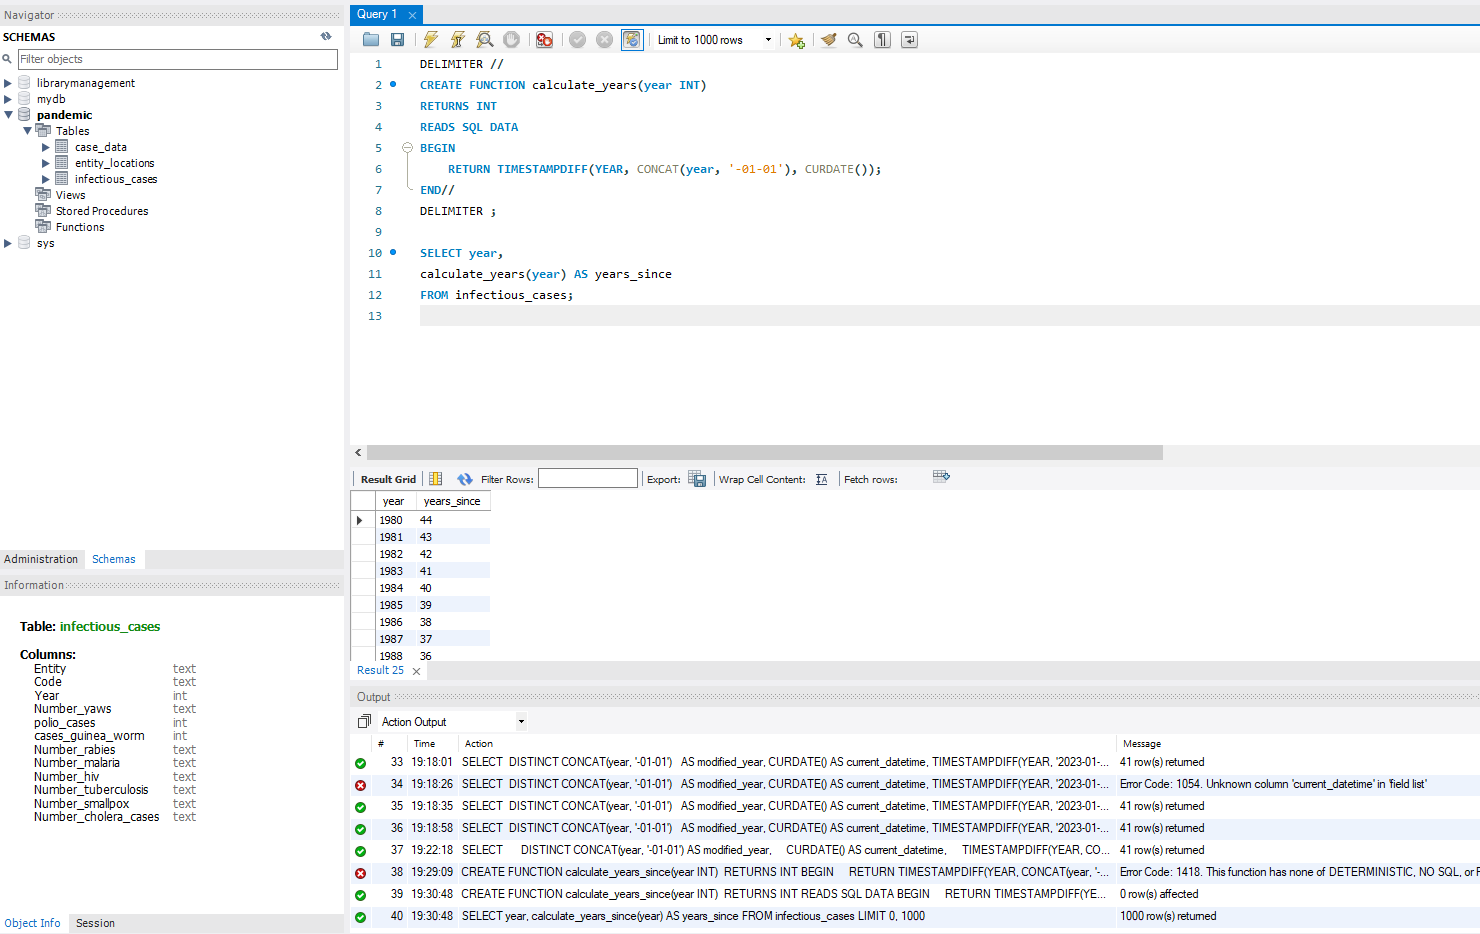 Navigator
SCHEMAS
Filter objects
librarymanagement
mydb
pandemic
Tables
case_data
entity_locations
infectious_cases
Views
Stored Procedures
Functions
sys
Administration
Schemas
Information
Table: infectious_cases
Columns:
Entity text
Code text
Year int
Number_yaws text
polio_cases int
cases_guinea_worm int
Number_rabies text
Number_malaria text
Number_hiv text
Number_tuberculosis text
Number_smallpox text
Number_cholera_cases text
Object Info
Session
Query 1
Limit to 1000 rows
1 DELIMITER //
2 CREATE FUNCTION calculate_years(year INT)
3 RETURNS INT
4 READS SQL DATA
5 BEGIN
6 RETURN TIMESTAMPDIFF(YEAR, CONCAT(year, '-01-01'), CURDATE());
7 END//
8 DELIMITER ;
9
10 SELECT year,
11 calculate_years(year) AS years_since
12 FROM infectious_cases;
13
Result Grid
Filter Rows:
Export:
Wrap Cell Content:
Fetch rows:
year years_since
1980 44
1981 43
1982 42
1983 41
1984 40
1985 39
1986 38
1987 37
1988 36
Result 25
Output
Action Output
# Time Action Message
33 19:18:01 SELECT DISTINCT CONCAT(year, '-01-01') AS modified_year, CURDATE() AS current_datetime, TIMESTAMPDIFF(YEAR, '2023-01-... 41 row(s) returned
34 19:18:26 SELECT DISTINCT CONCAT(year, '-01-01') AS modified_year, CURDATE() AS current_datetime, TIMESTAMPDIFF(YEAR, '2023-01-... Error Code: 1054. Unknown column 'current_datetime' in 'field list'
35 19:18:35 SELECT DISTINCT CONCAT(year, '-01-01') AS modified_year, CURDATE() AS current_datetime, TIMESTAMPDIFF(YEAR, '2023-01-... 41 row(s) returned
36 19:18:58 SELECT DISTINCT CONCAT(year, '-01-01') AS modified_year, CURDATE() AS current_datetime, TIMESTAMPDIFF(YEAR, '2023-01-... 41 row(s) returned
37 19:22:18 SELECT DISTINCT CONCAT(year, '-01-01') AS modified_year, CURDATE() AS current_datetime, TIMESTAMPDIFF(YEAR, CO... 41 row(s) returned
38 19:29:09 CREATE FUNCTION calculate_years_since(year INT) RETURNS INT BEGIN RETURN TIMESTAMPDIFF(YEAR, CONCAT(year, '-... Error Code: 1418. This function has none of DETERMINISTIC, NO SQL, or F
39 19:30:48 CREATE FUNCTION calculate_years_since(year INT) RETURNS INT READS SQL DATA BEGIN RETURN TIMESTAMPDIFF(YE... 0 row(s) affected
40 19:30:48 SELECT year, calculate_years_since(year) AS years_since FROM infectious_cases LIMIT 0, 1000 1000 row(s) returned